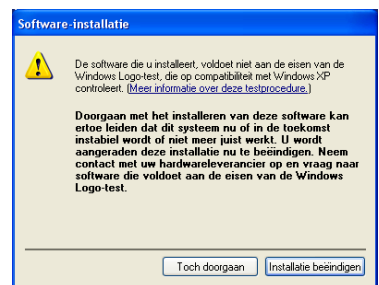 Software-installatie
De software die u installeert, voldoet niet aan de eisen van de
Windows Logo-test, die op compatibiliteit met Windows XP
controleert. (Meer informatie over deze testprocedure.)
Doorgaan met het installeren van deze software kan
ertoe leiden dat dit systeem nu of in de toekomst
instabiel wordt of niet meer juist werkt. U wordt
aangeraden deze installatie nu te beëindigen. Neem
contact met uw hardwareleverancier op en vraag naar
software die voldoet aan de eisen van de Windows
Logo-test.
Toch doorgaan
Installatie beëindigen